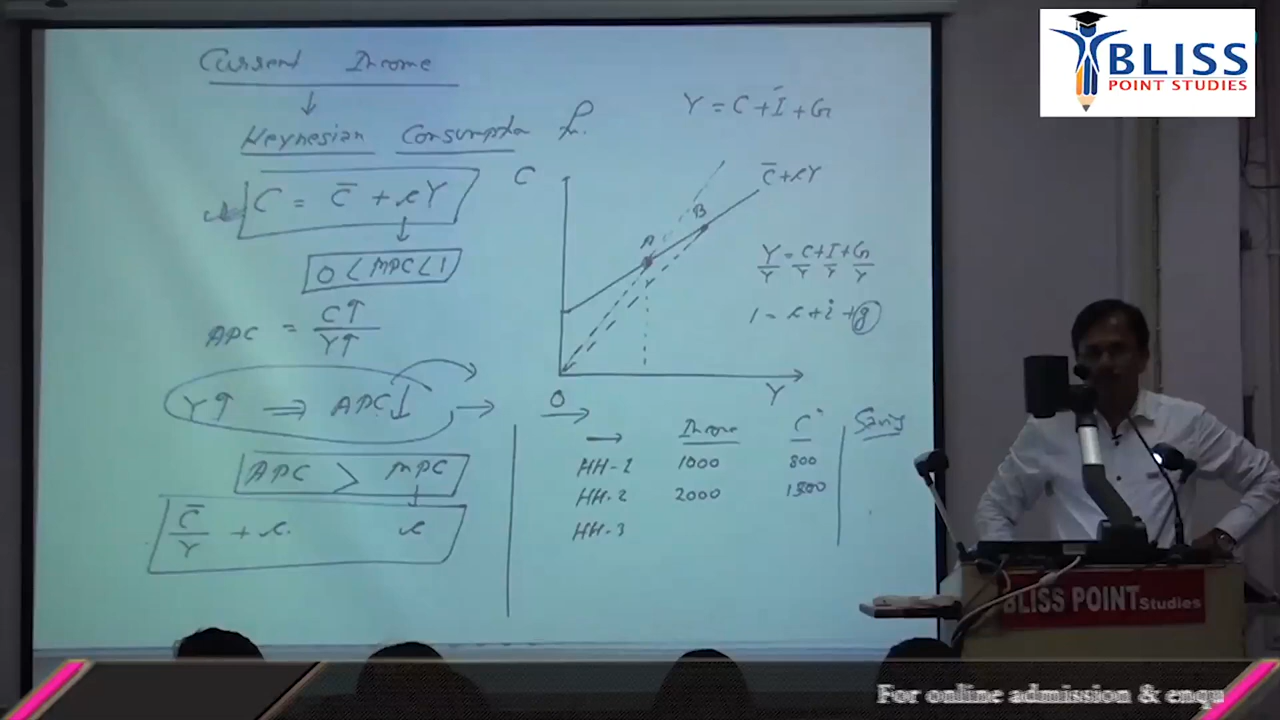 Current Income
↓
Keynesian Consumption f.
C = C̄ + cY
↓
0 < MPC < 1
APC = C↑ / Y↑
Y↑ ⇒ APC↓ →
APC > MPC
C̄/Y + c. c
Y = C + Ī + G
C
C̄ + cY
A
B
Y/Y = C/Y + I/Y + G/Y
1 = c + i + g
O
Y
→ Income C Saving
HH-1 1000 800
HH-2 2000 1500
HH-3
BLISS
POINT STUDIES
BLISS POINT Studies
For online admission & enqu